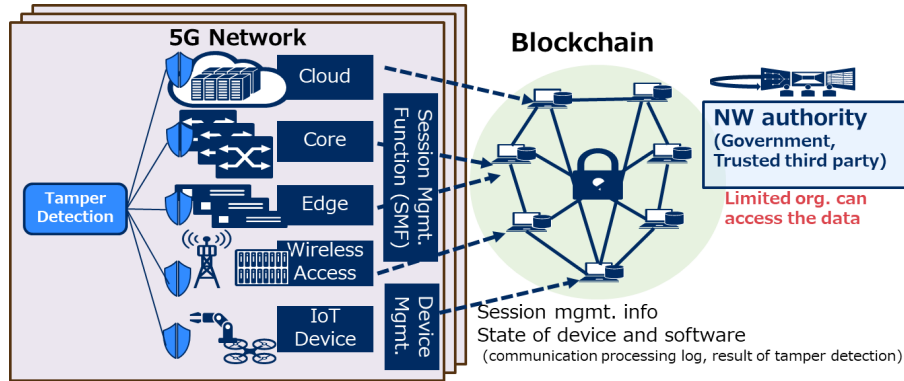 5G Network
Cloud
Core
Edge
Wireless
Access
IoT
Device
Tamper
Detection
Session Mgmt.
Function (SMF)
Device
Mgmt.
Blockchain
NW authority
(Government,
Trusted third party)
Limited org. can
access the data
Session mgmt. info
State of device and software
(communication processing log, result of tamper detection)